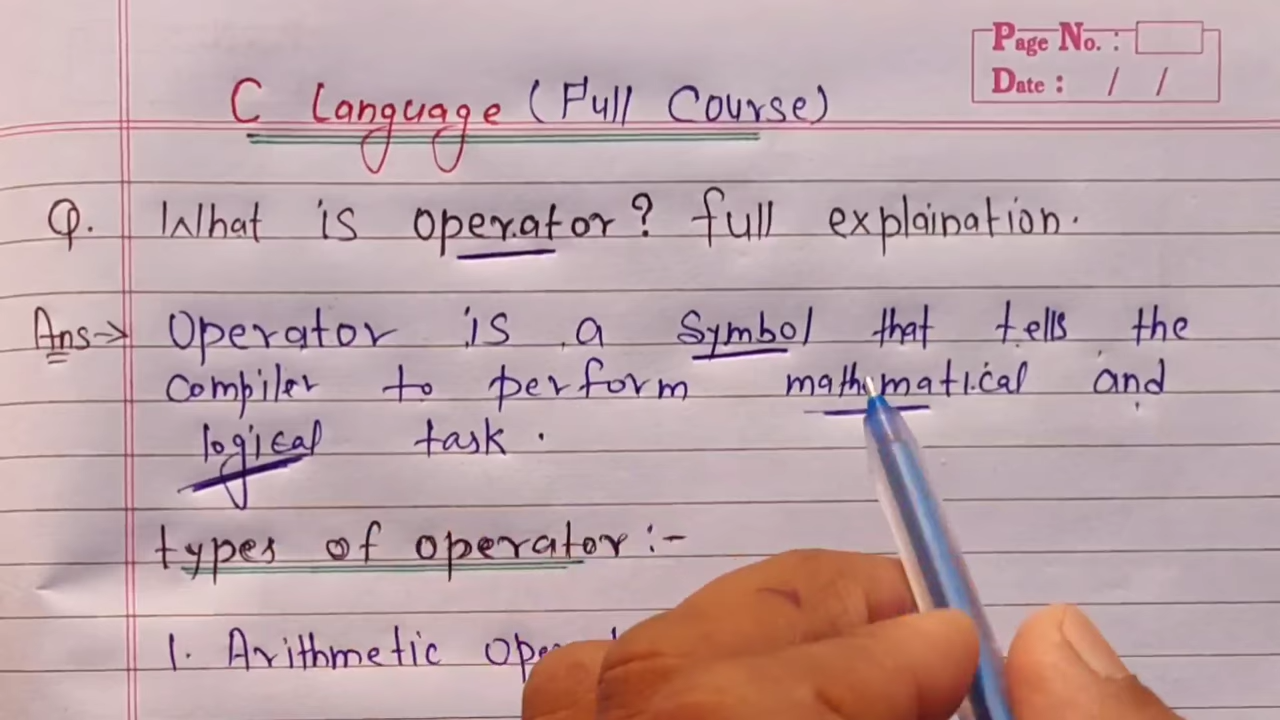 Page No. :
Date : / /
C Language (Full Course)
Q. What is operator? full explaination.
Ans-> Operator is a symbol that tells the
compiler to perform mathematical and
logical task.
types of operator :-
1. Arithmetic